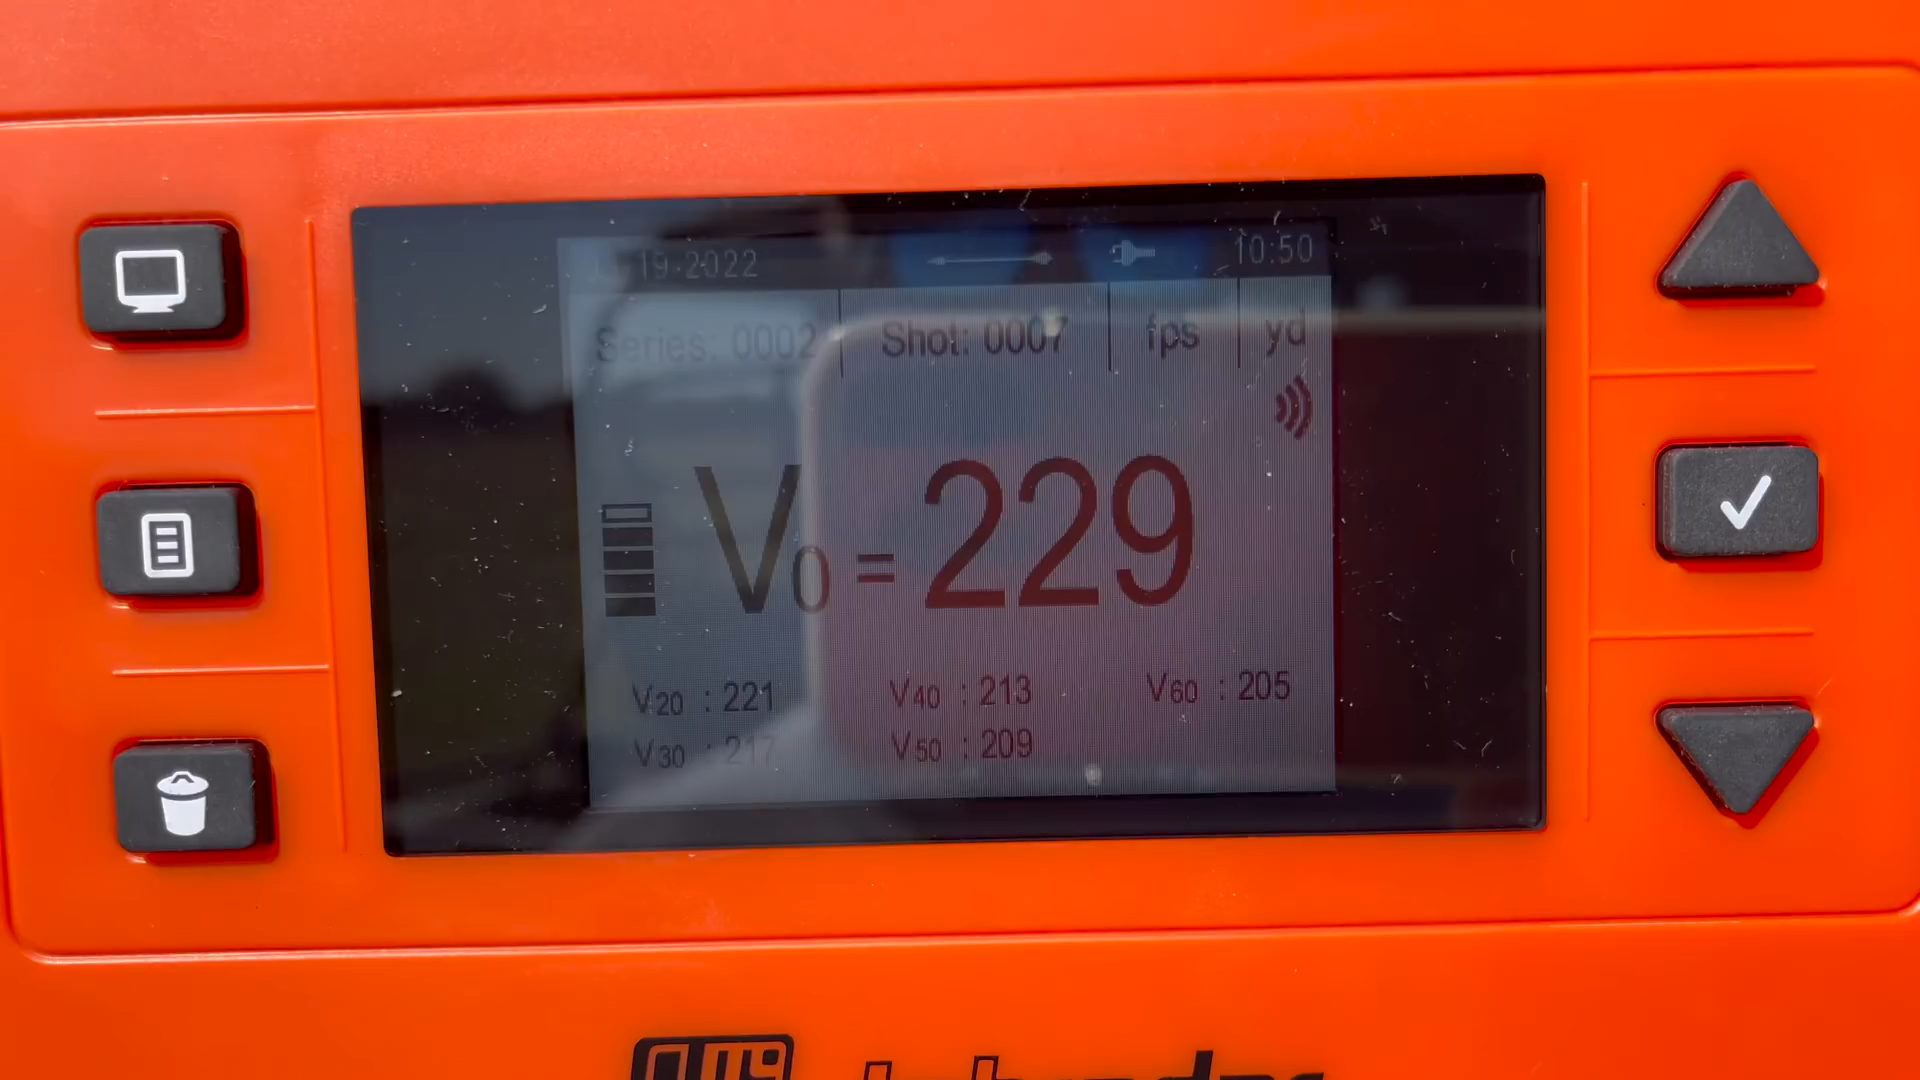 19-2022 10:50
Series: 0002 Shot: 0007 fps yd
V0 = 229
V20 : 221 V40 : 213 V60 : 205
V30 : 217 V50 : 209